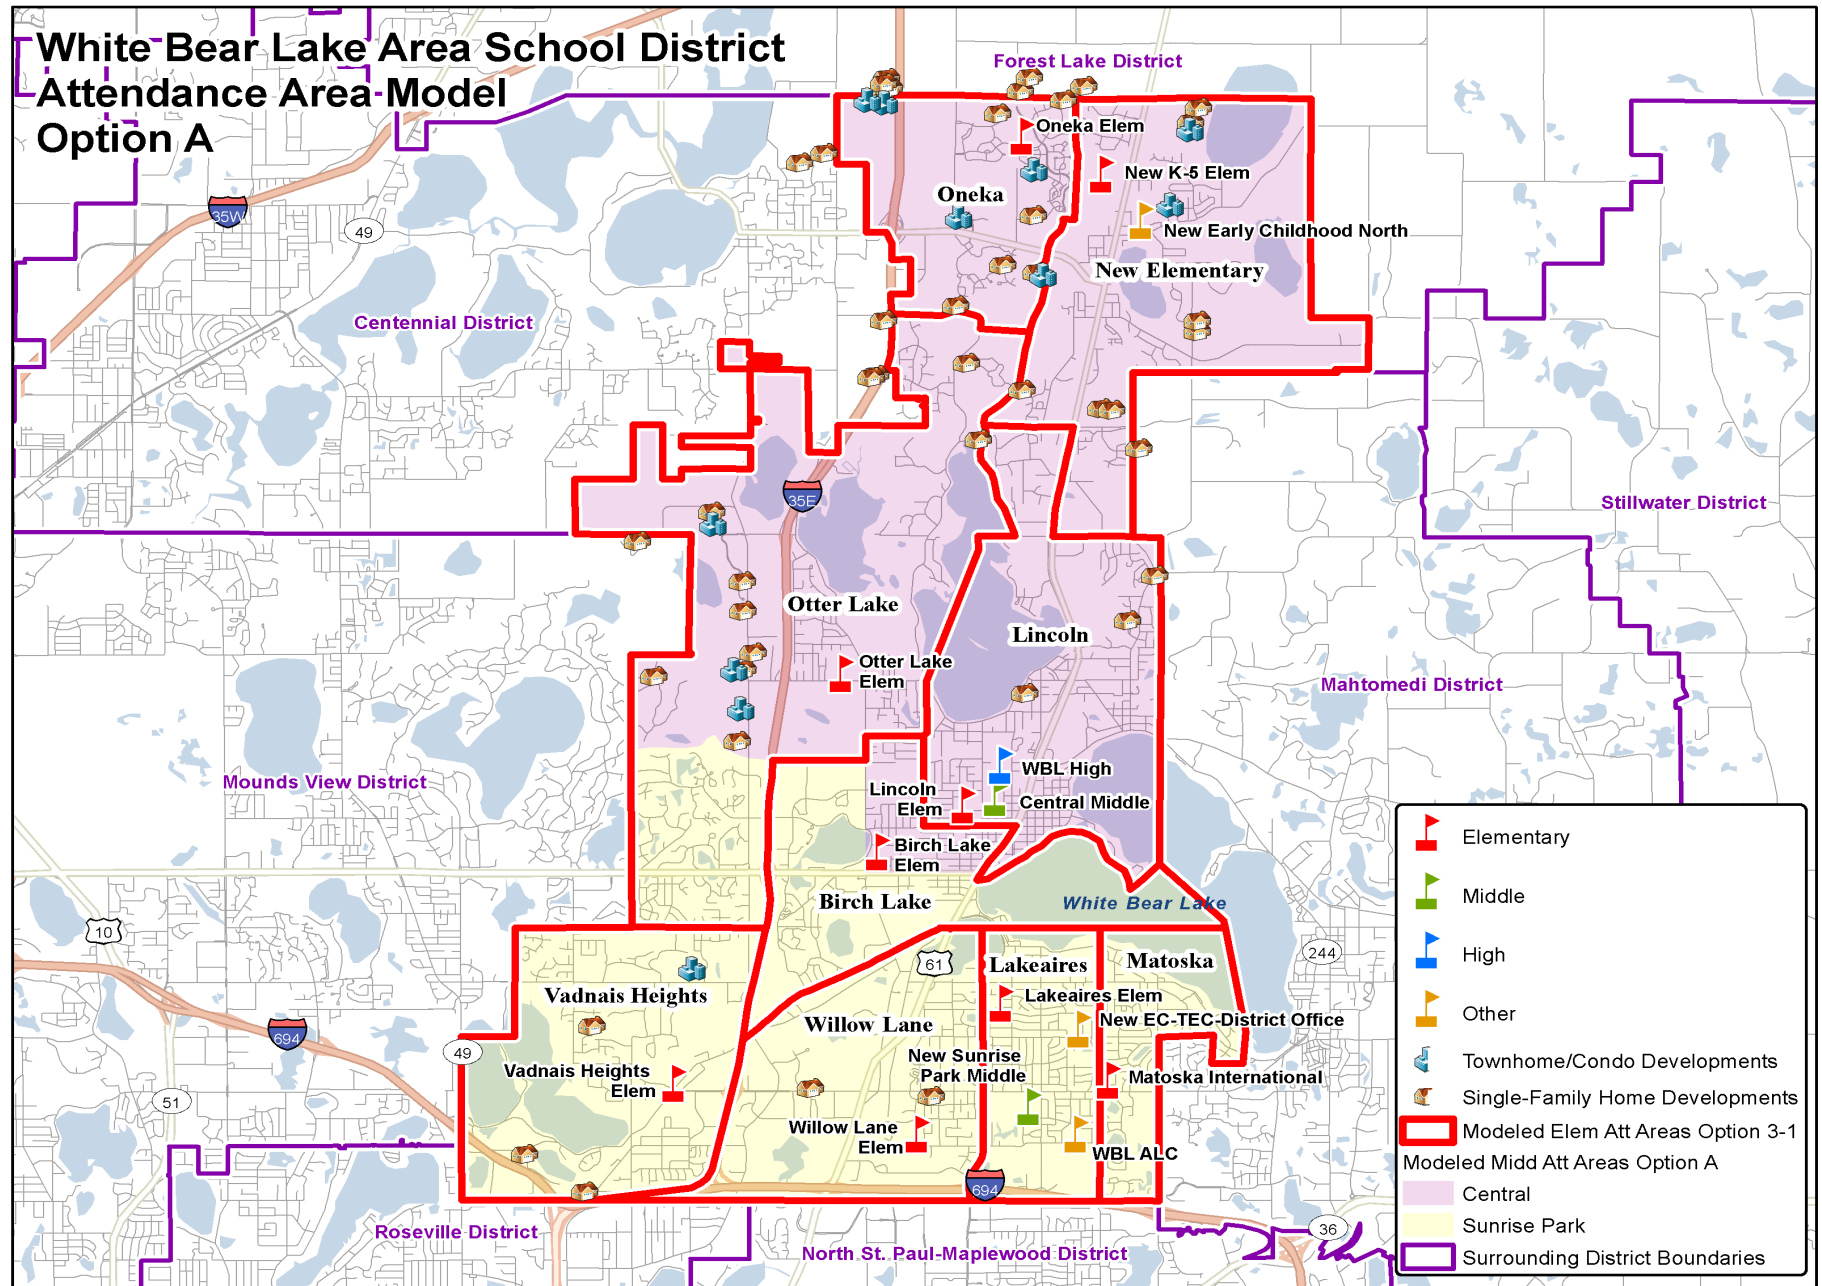 White Bear Lake Area School District
Attendance Area Model
Option A
Forest Lake District
Oneka Elem
New K-5 Elem
Oneka
35W
49
New Early Childhood North
New Elementary
Centennial District
35E
Stillwater District
Otter Lake
Lincoln
Otter Lake
Elem
Mahtomedi District
Mounds View District
WBL High
Lincoln
Elem
Central Middle
Birch Lake
Elem
Birch Lake
White Bear Lake
10
61
244
Lakeaires
Matoska
Vadnais Heights
Lakeaires Elem
Willow Lane
New EC-TEC-District Office
694
49
New Sunrise
Park Middle
Vadnais Heights
Elem
Matoska International
51
Willow Lane
Elem
WBL ALC
694
Roseville District
North St. Paul-Maplewood District
36
Elementary
Middle
High
Other
Townhome/Condo Developments
Single-Family Home Developments
Modeled Elem Att Areas Option 3-1
Modeled Midd Att Areas Option A
Central
Sunrise Park
Surrounding District Boundaries